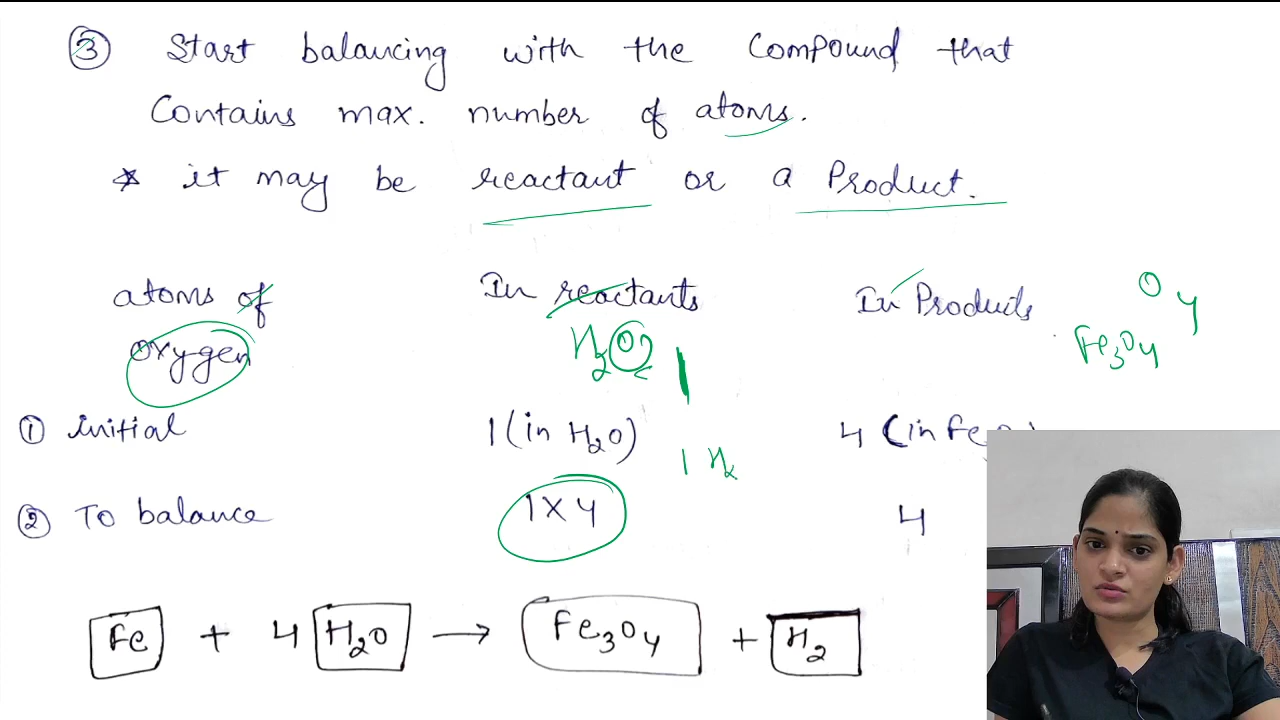 ③ Start balancing with the compound that
Contains max. number of atoms.
* it may be reactant or a Product.
atoms of In reactants In Products O 4
oxygen H₂O Fe₃O₄
① initial 1 (in H₂O) 4 (in Fe
1 H₂
② To balance 1 X 4 4
Fe + 4 H₂O → Fe₃O₄ + H₂